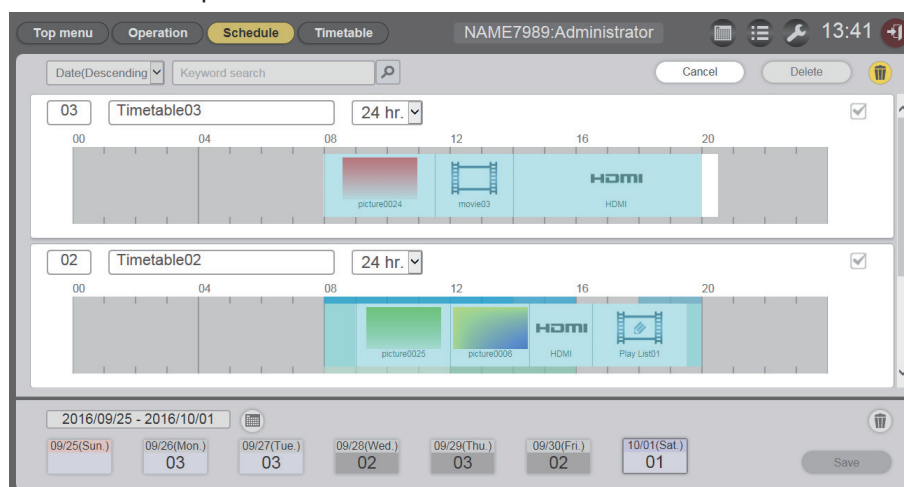 Top menu Operation Schedule Timetable NAME7989:Administrator 13:41
Date(Descending Keyword search Cancel Delete
03 Timetable03 24 hr.
00 04 08 12 16 20
HDMI
picture0024 movie03 HDMI
02 Timetable02 24 hr.
00 04 08 12 16 20
HDMI
picture0025 picture0006 HDMI Play List01
2016/09/25 - 2016/10/01
09/25(Sun.) 09/26(Mon.) 09/27(Tue.) 09/28(Wed.) 09/29(Thu.) 09/30(Fri.) 10/01(Sat.)
03 03 02 03 02 01
Save